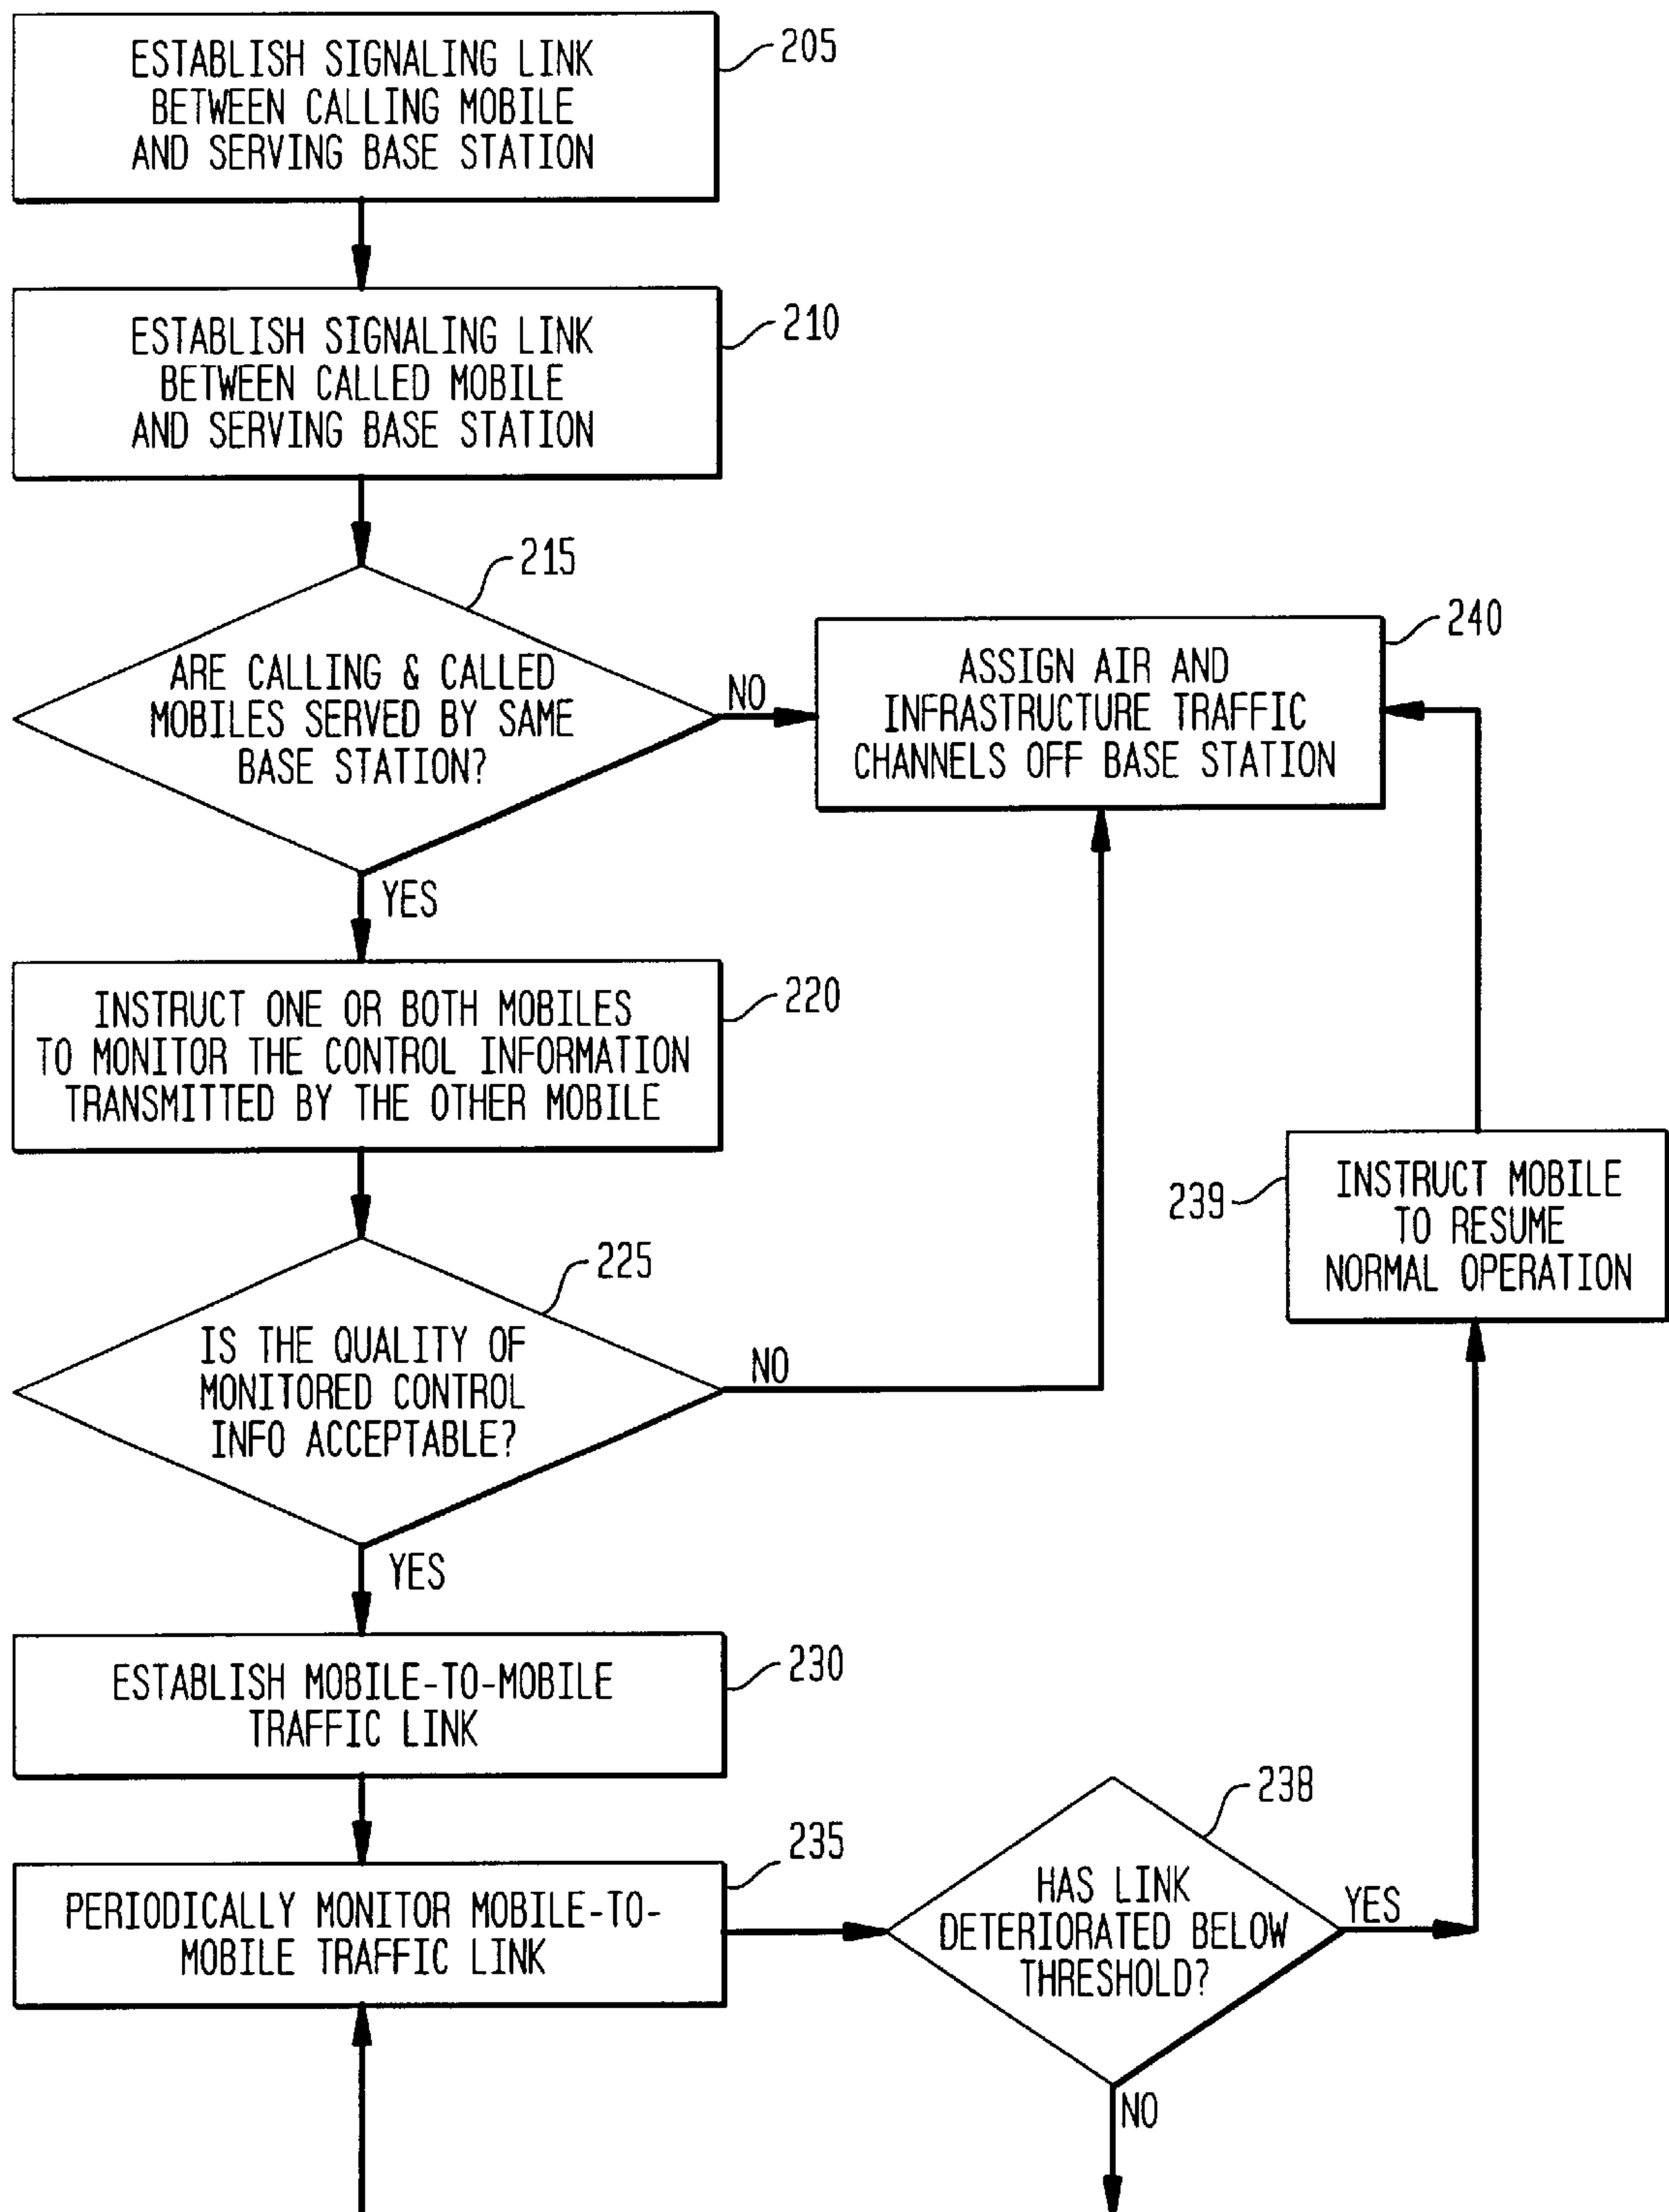 ESTABLISH SIGNALING LINK
BETWEEN CALLING MOBILE
AND SERVING BASE STATION
205
ESTABLISH SIGNALING LINK
BETWEEN CALLED MOBILE
AND SERVING BASE STATION
210
215
ARE CALLING & CALLED
MOBILES SERVED BY SAME
BASE STATION?
NO
YES
240
ASSIGN AIR AND
INFRASTRUCTURE TRAFFIC
CHANNELS OFF BASE STATION
INSTRUCT ONE OR BOTH MOBILES
TO MONITOR THE CONTROL INFORMATION
TRANSMITTED BY THE OTHER MOBILE
220
239
INSTRUCT MOBILE
TO RESUME
NORMAL OPERATION
225
IS THE QUALITY OF
MONITORED CONTROL
INFO ACCEPTABLE?
NO
YES
ESTABLISH MOBILE-TO-MOBILE
TRAFFIC LINK
230
PERIODICALLY MONITOR MOBILE-TO-
MOBILE TRAFFIC LINK
235
238
HAS LINK
DETERIORATED BELOW
THRESHOLD?
YES
NO